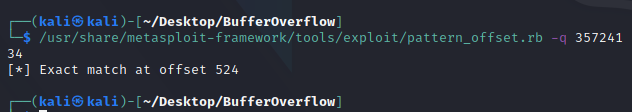 ┌──(kali㉿kali)-[~/Desktop/BufferOverflow]
└─$ /usr/share/metasploit-framework/tools/exploit/pattern_offset.rb -q 357241
34
[*] Exact match at offset 524
┌──(kali㉿kali)-[~/Desktop/BufferOverflow]